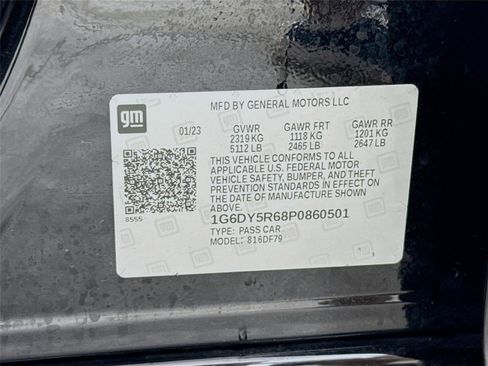 gm
MFD BY GENERAL MOTORS LLC
01/23 GVWR GAWR FRT GAWR RR
2319 KG 1118 KG 1201 KG
5112 LB 2465 LB 2647 LB
THIS VEHICLE CONFORMS TO ALL
APPLICABLE U.S. FEDERAL MOTOR
VEHICLE SAFETY, BUMPER, AND THEFT
PREVENTION STANDARDS IN EFFECT ON
THE DATE OF MANUFACTURE SHOWN
ABOVE.
8555
1G6DY5R68P0860501
TYPE: PASS CAR
MODEL: 816DF79